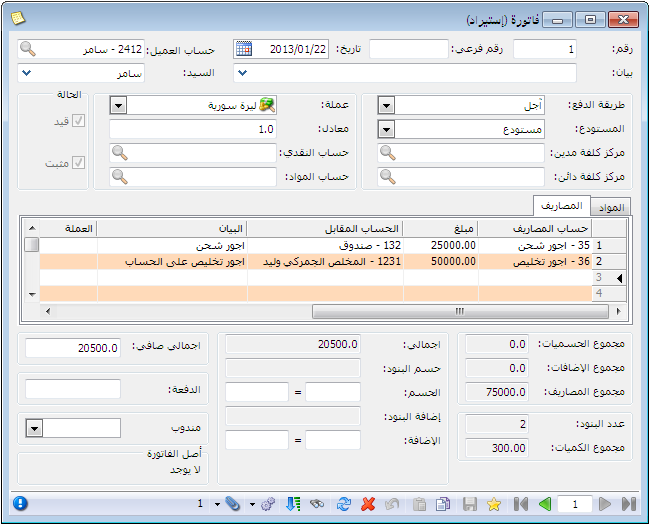 فاتورة (إستيراد)
رقم: 1 رقم فرعي: تاريخ: 2013/01/22 حساب العميل: 2412 - سامر
بيان: السيد: سامر
طريقة الدفع: آجل عملة: ليرة سورية الحالة
المستودع: مستودع معادل: 1.0 قيد
مركز كلفة مدين: حساب النقدي: مثبت
مركز كلفة دائن: حساب المواد:
المواد المصاريف
حساب المصاريف مبلغ الحساب المقابل البيان العملة
1 35 - اجور شحن 25000.00 132 - صندوق اجور شحن
2 36 - اجور تخليص 50000.00 1231 - المخلص الجمركي وليد اجور تخليص على الحساب
3
4
مجموع الحسميات: 0.0 اجمالي: 20500.0 اجمالي صافي: 20500.0
مجموع الإضافات: 0.0 حسم البنود:
مجموع المصاريف: 75000.0 الحسم: = الدفعة:
عدد البنود: 2 إضافة البنود: مندوب
مجموع الكميات: 300.00 الإضافة: = أصل الفاتورة
لا يوجد
1 1